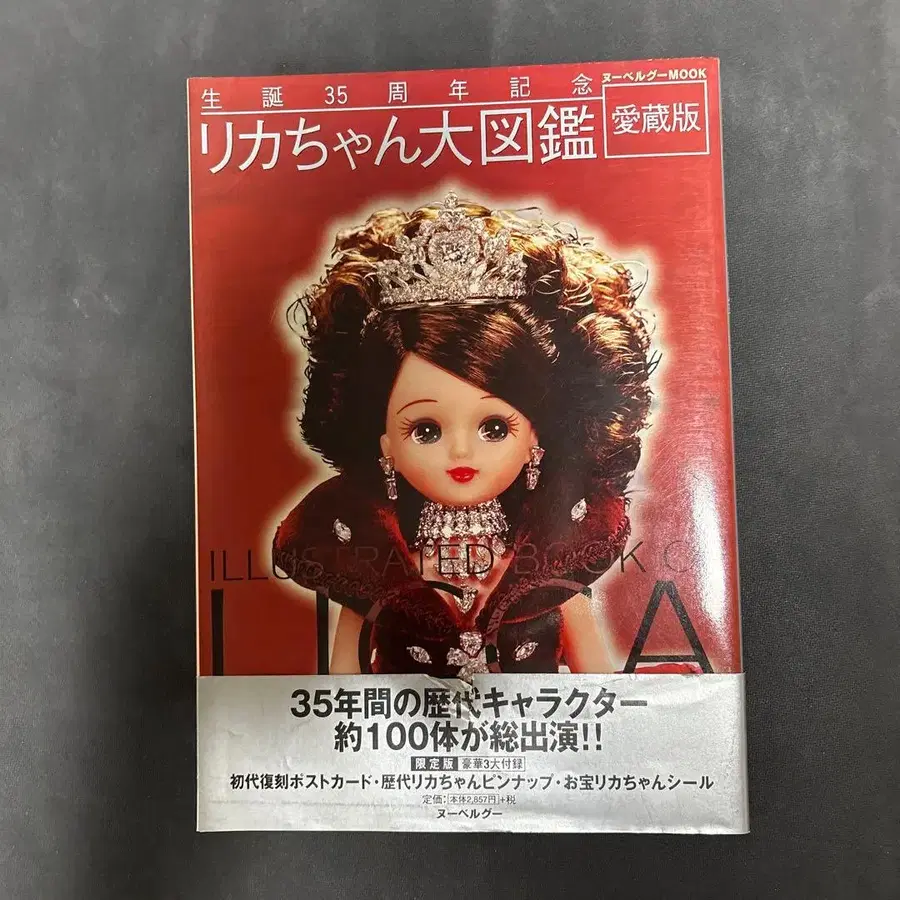 ヌーベルグーMOOK
生誕35周年記念
リカちゃん大図鑑
愛蔵版
ILLUSTRATED BOOK O
LICCA
35年間の歴代キャラクター
約100体が総出演!!
限定版 豪華3大付録
初代復刻ポストカード・歴代リカちゃんピンナップ・お宝リカちゃんシール
定価:本体2,857円+税
ヌーベルグー